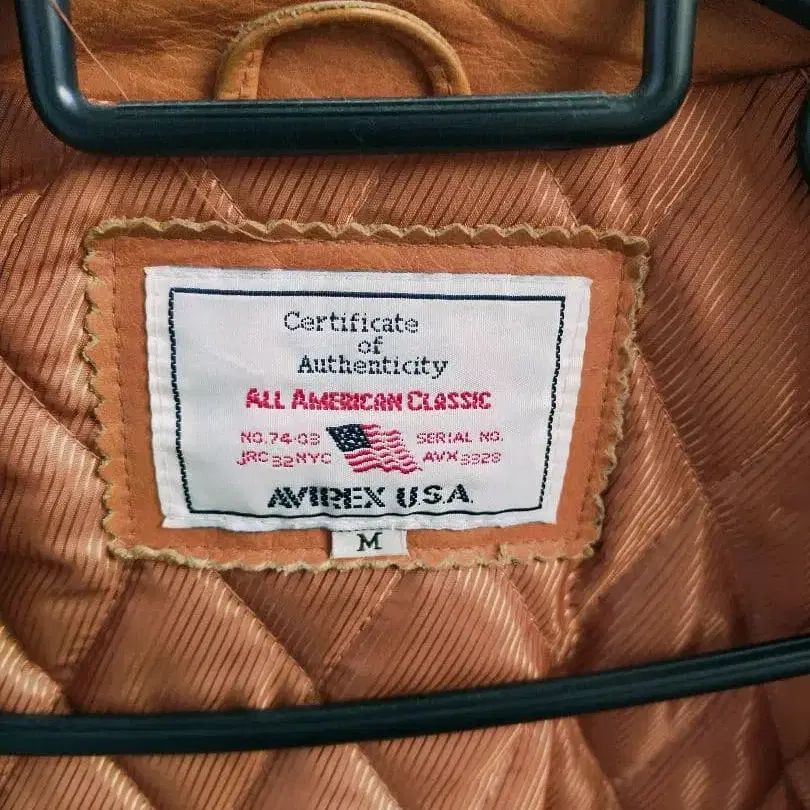 Certificate
of
Authenticity
ALL AMERICAN CLASSIC
NO.74-03 SERIAL NO.
JRC32NYC AVX3328
AVIREX U.S.A.
M